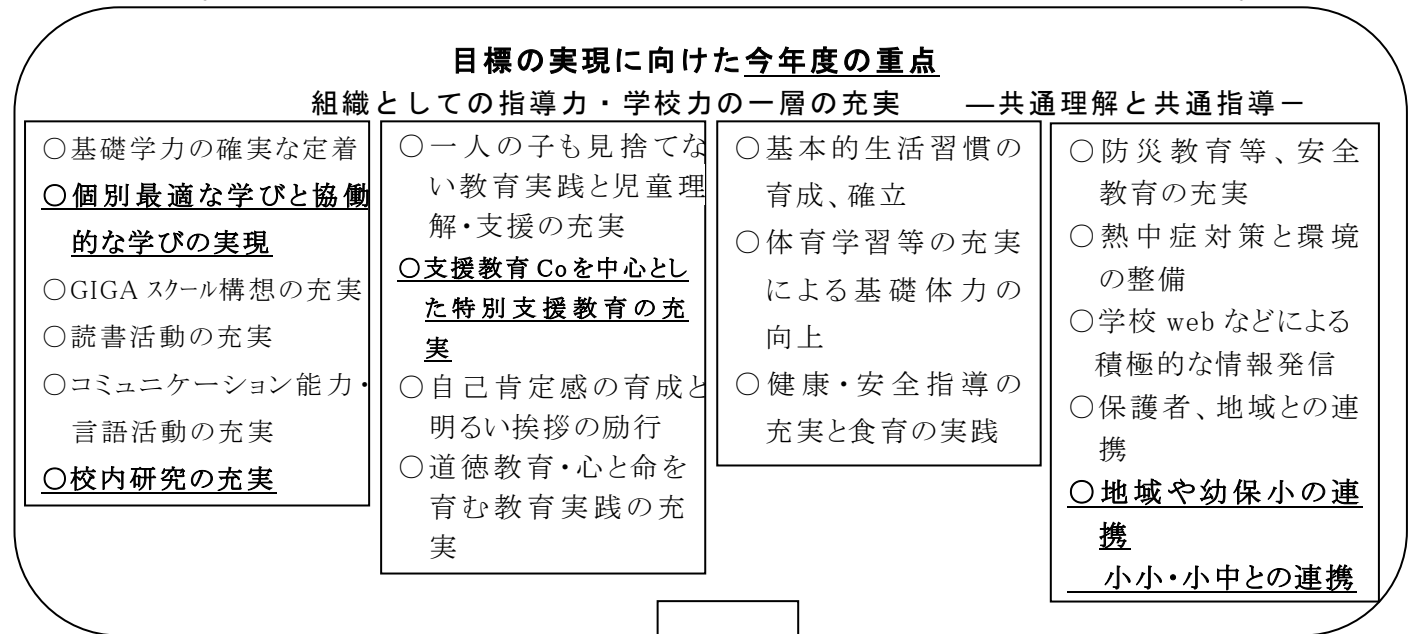 目標の実現に向けた今年度の重点
組織としての指導力・学校力の一層の充実　―共通理解と共通指導－
○基礎学力の確実な定着
○個別最適な学びと協働
的な学びの実現
○GIGAスクール構想の充実
○読書活動の充実
○コミュニケーション能力・
言語活動の充実
○校内研究の充実
○一人の子も見捨てな
い教育実践と児童理
解・支援の充実
○支援教育Coを中心とし
た特別支援教育の充
実
○自己肯定感の育成と
明るい挨拶の励行
○道徳教育・心と命を
育む教育実践の充
実
○基本的生活習慣の
育成、確立
○体育学習等の充実
による基礎体力の
向上
○健康・安全指導の
充実と食育の実践
○防災教育等、安全
教育の充実
○熱中症対策と環境
の整備
○学校webなどによる
積極的な情報発信
○保護者、地域との連
携
○地域や幼保小の連
携
小小・小中との連携